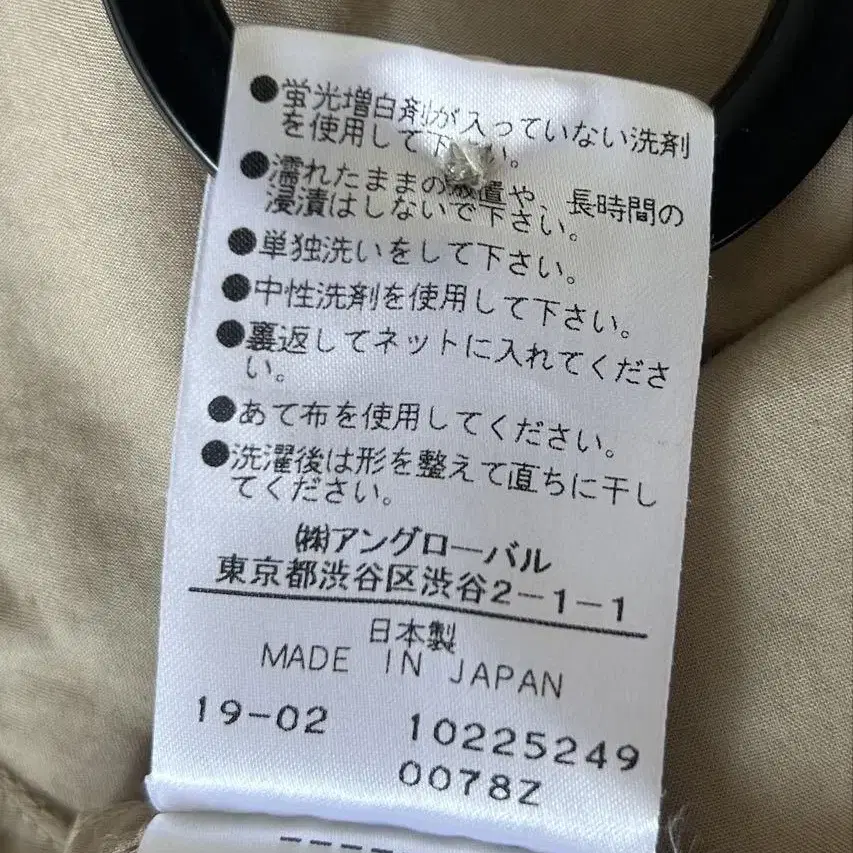 ●蛍光増白剤が入っていない洗剤
を使用して下さい。
●濡れたままの放置や、長時間の
浸漬はしないで下さい。
●単独洗いをして下さい。
●中性洗剤を使用して下さい。
●裏返してネットに入れてくださ
い。
●あて布を使用してください。
●洗濯後は形を整えて直ちに干し
てください。
㈱アングローバル
東京都渋谷区渋谷2-1-1
日本製
MADE IN JAPAN
19-02 10225249
0078Z